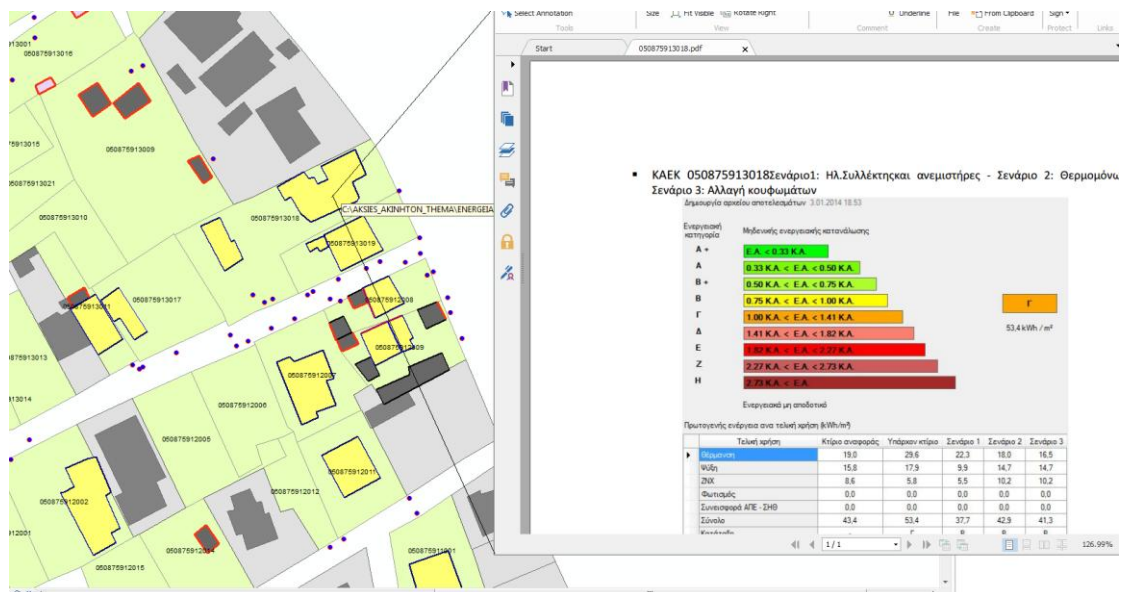 Select Annotation
Size
Fit Visible
Rotate Right
Underline
File
From Clipboard
Sign
Tools
View
Comment
Create
Protect
Links
Start
050875913018.pdf
x
▪ ΚΑΕΚ 050875913018Σενάριο1: Ηλ.Συλλέκτηςκαι ανεμιστήρες - Σενάριο 2: Θερμομόνω
Σενάριο 3: Αλλαγή κουφωμάτων
Δημιουργία αρχείου αποτελεσμάτων 3.01.2014 18:53
Ενεργειακή κατηγορία
Μηδενικής ενεργειακής κατανάλωσης
A + E.A. < 0.33 K.A.
A 0.33 K.A. < E.A. < 0.50 K.A.
B + 0.50 K.A. < E.A. < 0.75 K.A.
B 0.75 K.A. < E.A. < 1.00 K.A.
Γ 1.00 K.A. < E.A. < 1.41 K.A.
Δ 1.41 K.A. < E.A. < 1.82 K.A.
E 1.82 K.A. < E.A. < 2.27 K.A.
Z 2.27 K.A. < E.A. < 2.73 K.A.
H 2.73 K.A. < E.A.
Γ
53,4 kWh / m²
Ενεργειακά μη αποδοτικό
Πρωτογενής ενέργεια ανα τελική χρήση (kWh/m²)
Τελική χρήση Κτίριο αναφοράς Υπάρχον κτίριο Σενάριο 1 Σενάριο 2 Σενάριο 3
Θέρμανση 19,0 29,6 22,3 18,0 16,5
Ψύξη 15,8 17,9 9,9 14,7 14,7
ΖΝΧ 8,6 5,8 5,5 10,2 10,2
Φωτισμός 0,0 0,0 0,0 0,0 0,0
Συνεισφορά ΑΠΕ - ΣΗΘ 0,0 0,0 0,0 0,0 0,0
Σύνολο 43,4 53,4 37,7 42,9 41,3
1 / 1
126.99%
050875913016
050875913009
050875913010
050875913018
C:\AKSIES_AKINHTON_THEMA\ENERGEIA
050875913019
050875913017
050875912008
050875912009
050875912007
050875912006
050875912005
050875912011
050875912012
050875912002
050875912014
050875912015